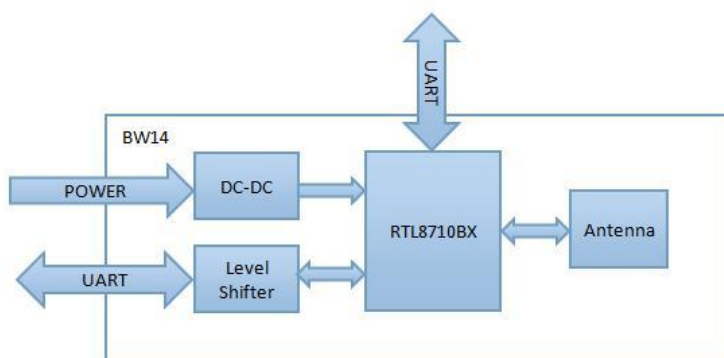 UART
BW14
POWER
DC-DC
RTL8710BX
Antenna
UART
Level
Shifter